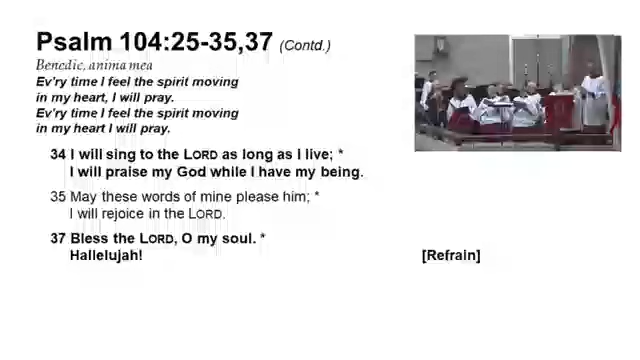 Psalm 104:25-35,37 (Contd.)
Benedic, anima mea
Ev'ry time I feel the spirit moving
in my heart, I will pray.
Ev'ry time I feel the spirit moving
in my heart I will pray.
34 I will sing to the LORD as long as I live; *
I will praise my God while I have my being.
35 May these words of mine please him; *
I will rejoice in the LORD.
37 Bless the LORD, O my soul. *
Hallelujah! [Refrain]